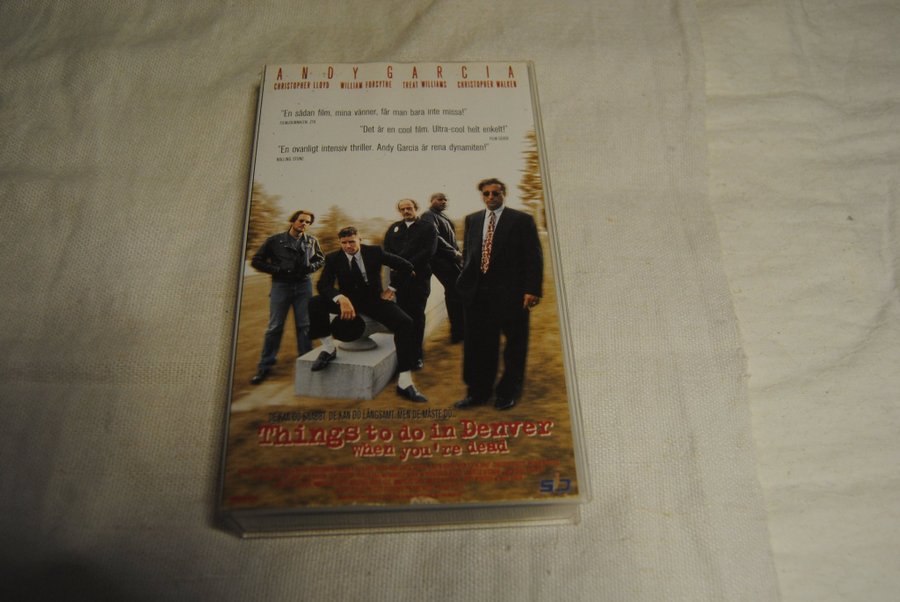 ANDY GARCIA
CHRISTOPHER LLOYD WILLIAM FORSYTHE TREAT WILLIAMS CHRISTOPHER WALKEN
"En sådan film, mina vänner, får man bara inte missa!"
"Det är en cool film. Ultra-cool helt enkelt!"
"En ovanligt intensiv thriller. Andy Garcia är rena dynamiten!"
ROLLING STONE
DE KAN DÖ SNABBT. DE KAN DÖ LÅNGSAMT. MEN DE MÅSTE DÖ...
Things to do in Denver
when you're dead